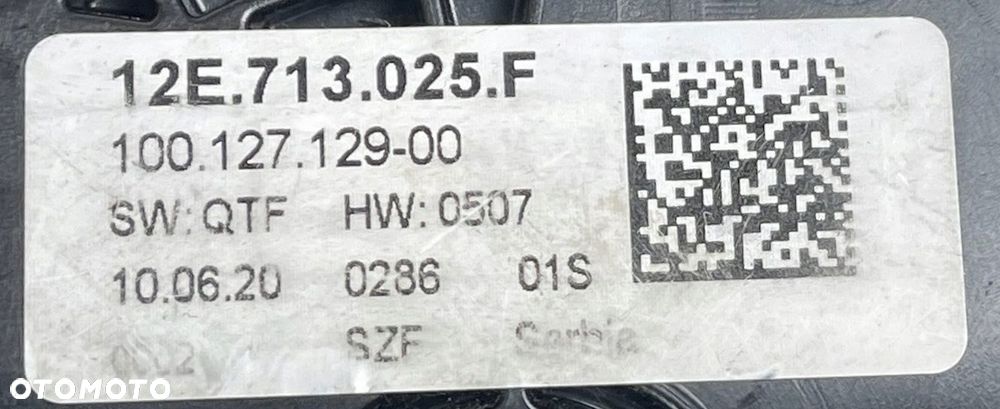 12E.713.025.F
100.127.129-00
SW: QTF HW: 0507
10.06.20 0286 01S
SZF Serbia
OTOMOTO